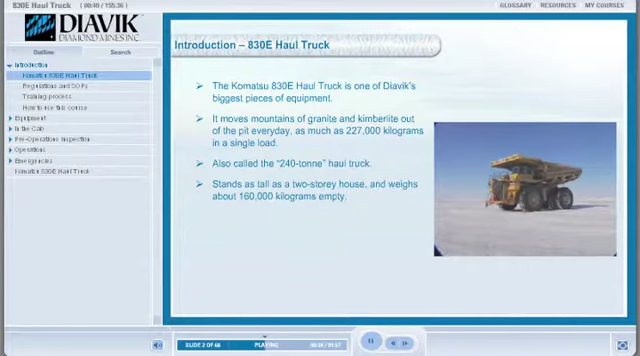 830E Haul Truck ( 00:40 / 155:36 )
GLOSSARY RESOURCES MY COURSES
DIAVIK
DIAMOND MINES INC.
Outline Search
Introduction
Komatsu 830E Haul Truck
Regulations and SOPs
Training process
How to use this course
Equipment
In the Cab
Pre-Operations Inspection
Operations
Emergencies
Komatsu 830E Haul Truck
Introduction – 830E Haul Truck
➢ The Komatsu 830E Haul Truck is one of Diavik's
biggest pieces of equipment.
➢ It moves mountains of granite and kimberlite out
of the pit everyday, as much as 227,000 kilograms
in a single load.
➢ Also called the “240-tonne” haul truck.
➢ Stands as tall as a two-storey house, and weighs
about 160,000 kilograms empty.
SLIDE 2 OF 68 PLAYING